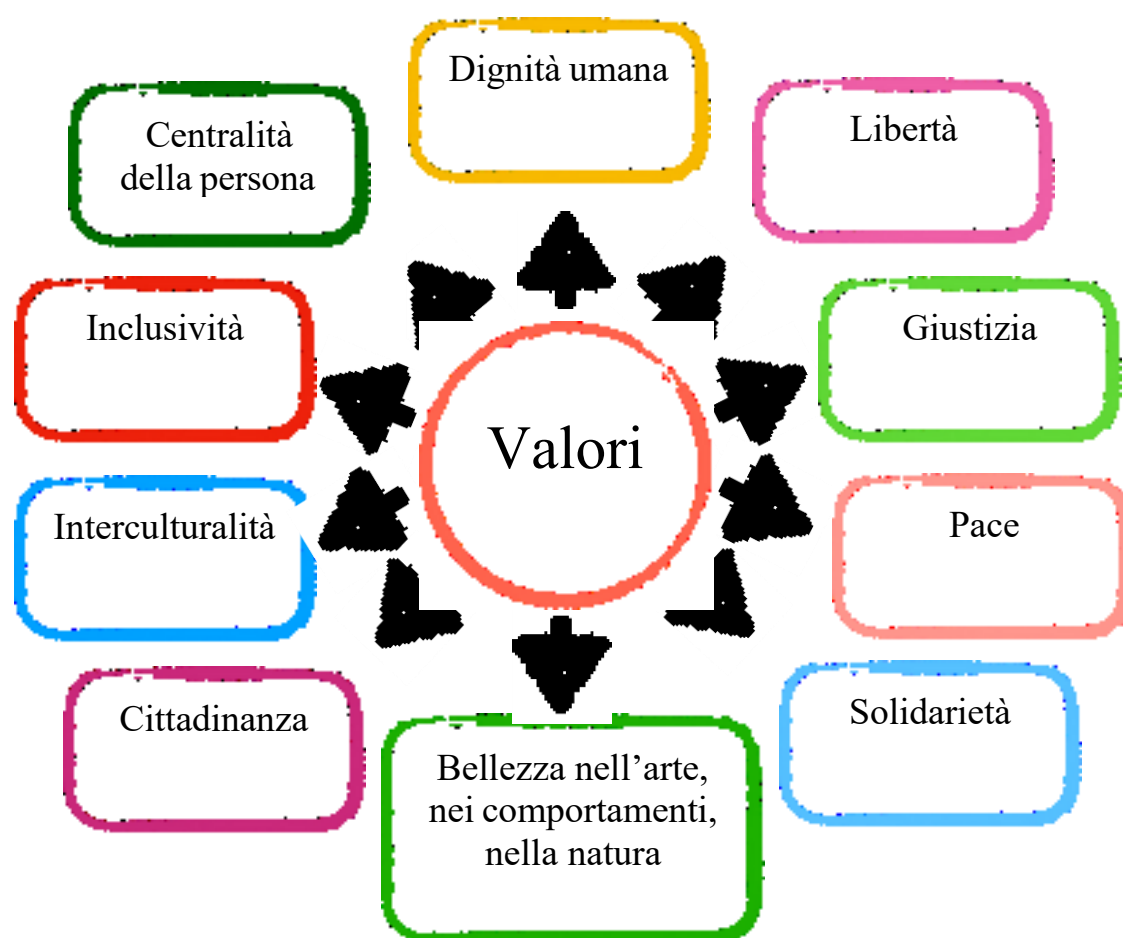 Dignità umana
Centralità
della persona
Libertà
Inclusività
Giustizia
Valori
Interculturalità
Pace
Cittadinanza
Solidarietà
Bellezza nell’arte,
nei comportamenti,
nella natura